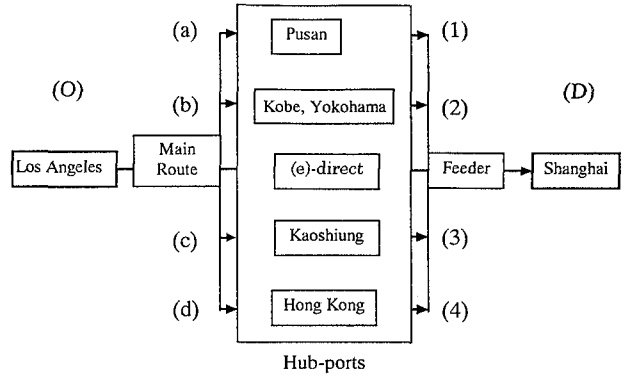 (a) Pusan (1)
(O) (b) Kobe, Yokohama (2) (D)
Los Angeles Main Route (e)-direct Feeder Shanghai
(c) Kaoshiung (3)
(d) Hong Kong (4)
Hub-ports